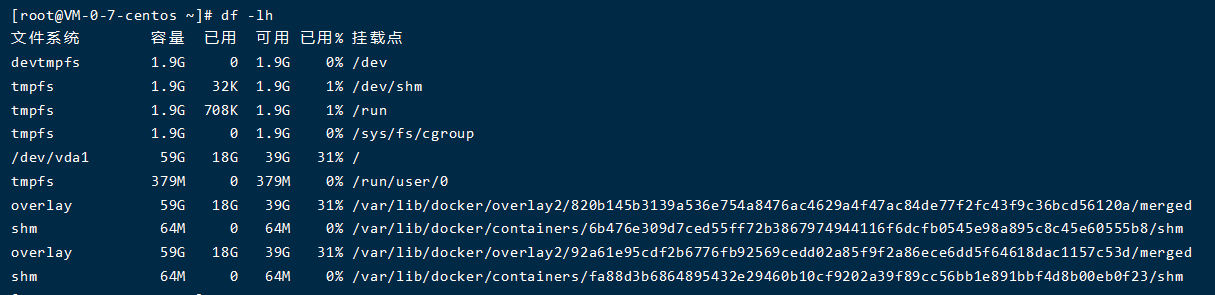 [root@VM-0-7-centos ~]# df -lh
文件系统 容量 已用 可用 已用% 挂载点
devtmpfs 1.9G 0 1.9G 0% /dev
tmpfs 1.9G 32K 1.9G 1% /dev/shm
tmpfs 1.9G 708K 1.9G 1% /run
tmpfs 1.9G 0 1.9G 0% /sys/fs/cgroup
/dev/vda1 59G 18G 39G 31% /
tmpfs 379M 0 379M 0% /run/user/0
overlay 59G 18G 39G 31% /var/lib/docker/overlay2/820b145b3139a536e754a8476ac4629a4f47ac84de77f2fc43f9c36bcd56120a/merged
shm 64M 0 64M 0% /var/lib/docker/containers/6b476e309d7ced55ff72b3867974944116f6dcfb0545e98a895c8c45e60555b8/shm
overlay 59G 18G 39G 31% /var/lib/docker/overlay2/92a61e95cdf2b6776fb92569cedd02a85f9f2a86ece6dd5f64618dac1157c53d/merged
shm 64M 0 64M 0% /var/lib/docker/containers/fa88d3b6864895432e29460b10cf9202a39f89cc56bb1e891bbf4d8b00eb0f23/shm